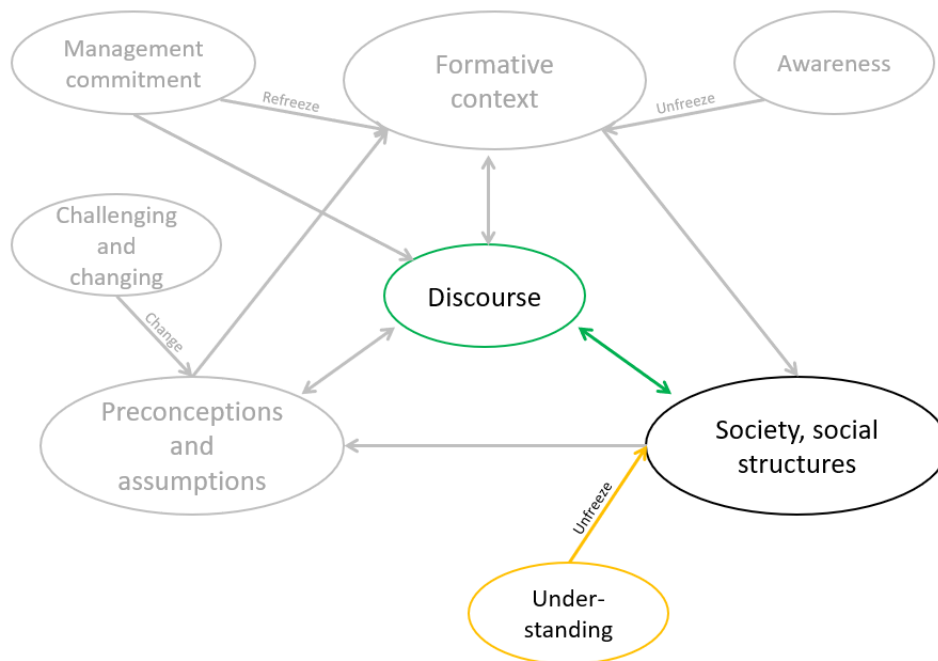 Management
commitment
Formative
context
Awareness
Refreeze
Unfreeze
Challenging
and
changing
Discourse
Change
Preconceptions
and
assumptions
Society, social
structures
Unfreeze
Under-
standing